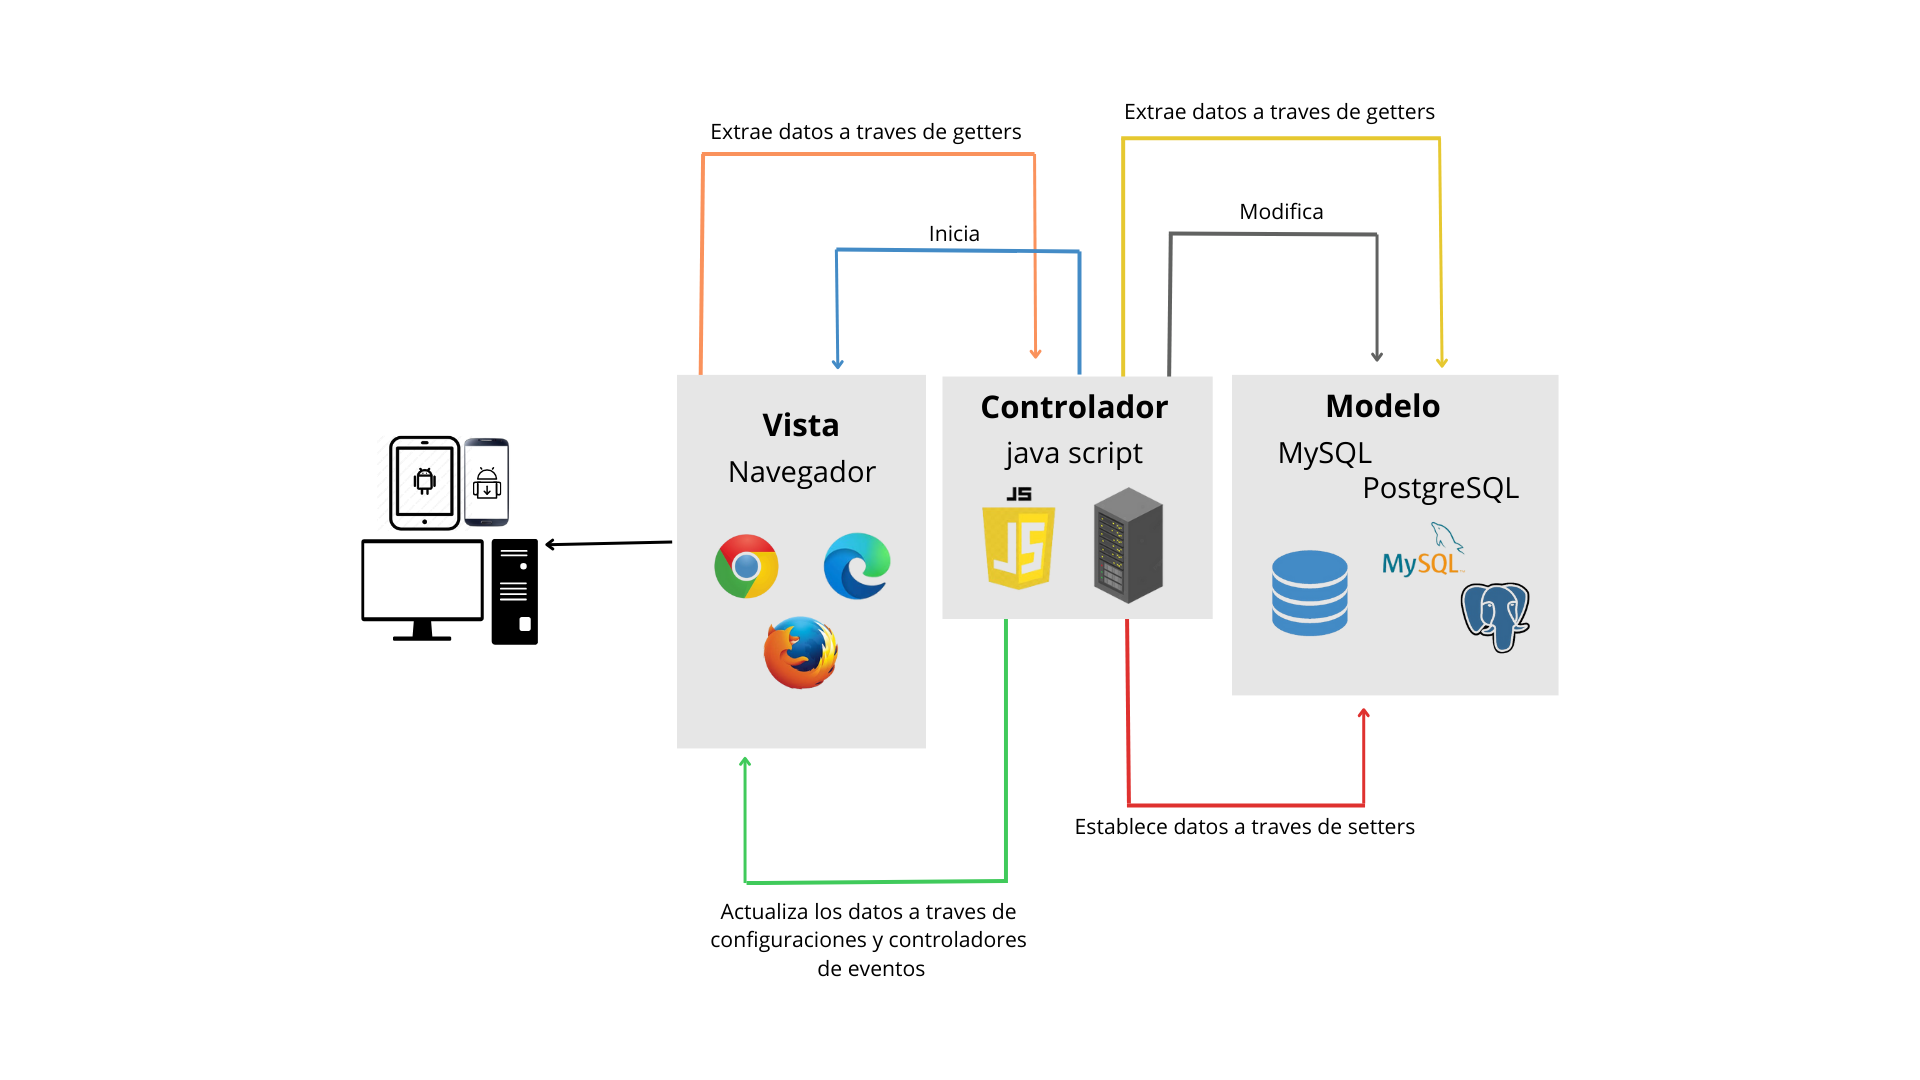 Extrae datos a traves de getters
Extrae datos a traves de getters
Inicia
Modifica
Vista
Navegador
Controlador
java script
JS
JS
Modelo
MySQL
PostgreSQL
MySQL
Establece datos a traves de setters
Actualiza los datos a traves de
configuraciones y controladores
de eventos